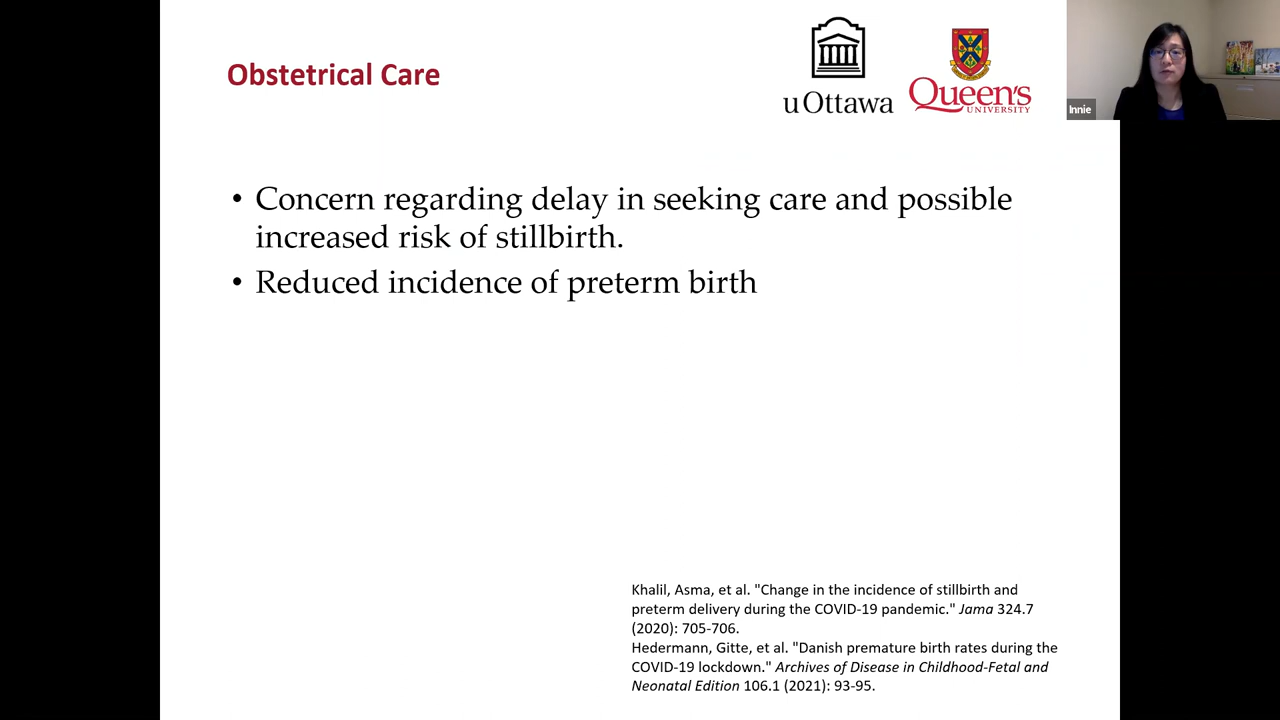 Obstetrical Care
uOttawa
Queen's
UNIVERSITY
Innie
• Concern regarding delay in seeking care and possible
increased risk of stillbirth.
• Reduced incidence of preterm birth
Khalil, Asma, et al. "Change in the incidence of stillbirth and
preterm delivery during the COVID-19 pandemic." Jama 324.7
(2020): 705-706.
Hedermann, Gitte, et al. "Danish premature birth rates during the
COVID-19 lockdown." Archives of Disease in Childhood-Fetal and
Neonatal Edition 106.1 (2021): 93-95.